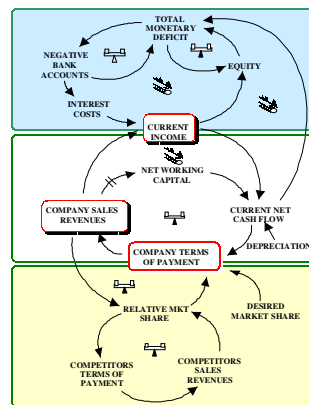 TOTAL
MONETARY
DEFICIT
NEGATIVE
BANK
ACCOUNTS
EQUITY
INTEREST
COSTS
CURRENT
INCOME
NET WORKING
CAPITAL
COMPANY SALES
REVENUES
CURRENT NET
CASH FLOW
DEPRECIATION
COMPANY TERMS
OF PAYMENT
RELATIVE MKT
SHARE
DESIRED
MARKET SHARE
COMPETITORS
TERMS OF
PAYMENT
COMPETITORS
SALES
REVENUES